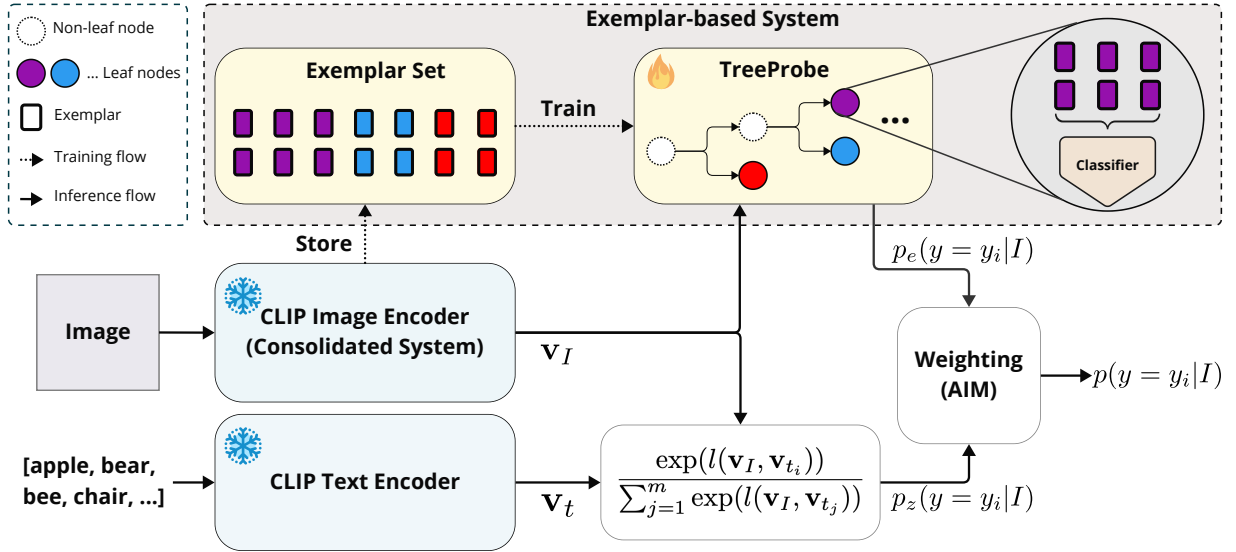 Non-leaf node
... Leaf nodes
Exemplar
Training flow
Inference flow
Exemplar-based System
Exemplar Set
Train
TreeProbe
...
Classifier
Store
p_e(y = y_i|I)
Image
CLIP Image Encoder
(Consolidated System)
v_I
Weighting
(AIM)
p(y = y_i|I)
[apple, bear,
bee, chair, ...]
CLIP Text Encoder
v_t
exp(l(v_I, v_{t_i}))
∑_{j=1}^m exp(l(v_I, v_{t_j}))
p_z(y = y_i|I)